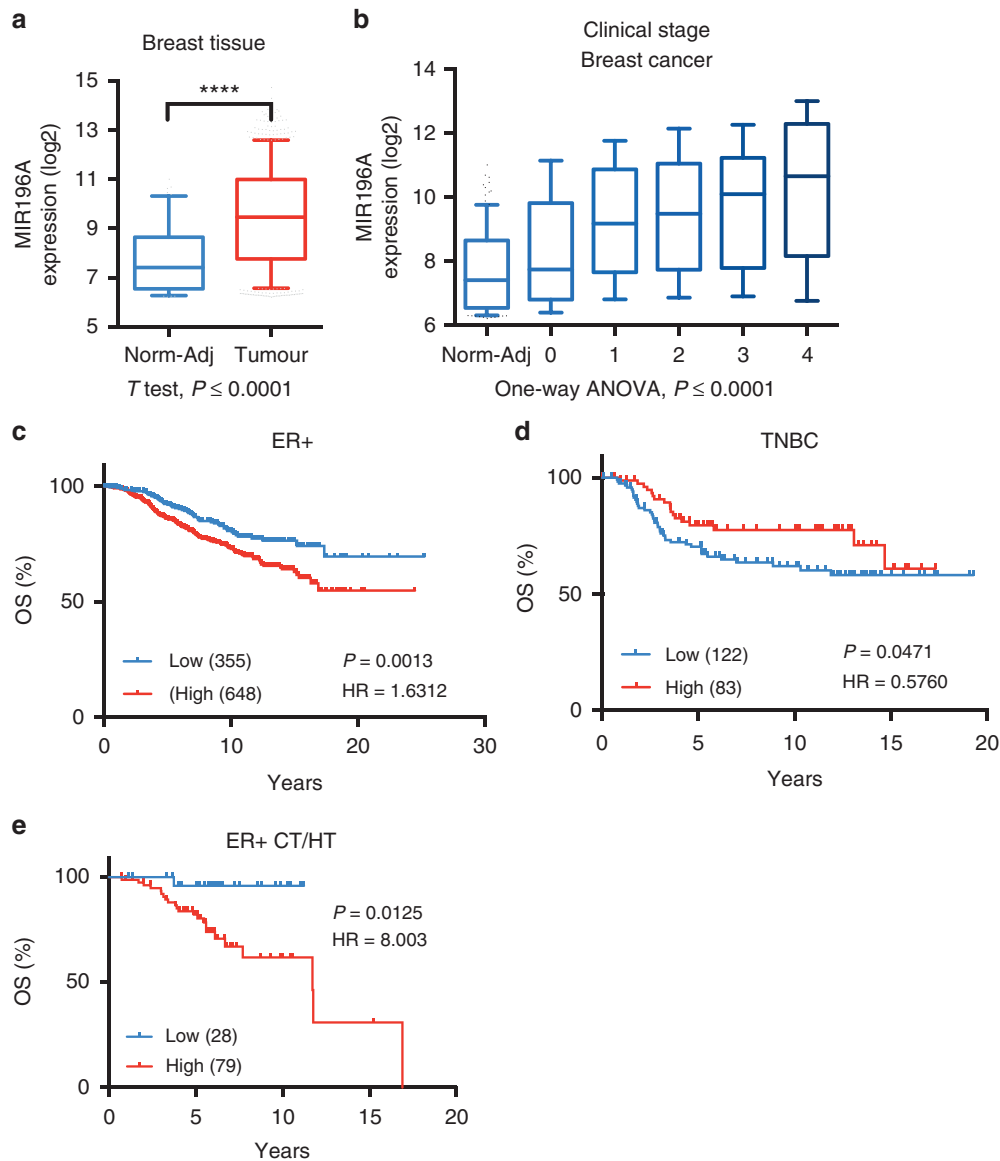 a
Breast tissue
MIR196A
expression (log2)
15
13
11
9
7
5
****
Norm-Adj Tumour
T test, P ≤ 0.0001
b
Clinical stage
Breast cancer
MIR196A
expression (log2)
14
12
10
8
6
Norm-Adj 0 1 2 3 4
One-way ANOVA, P ≤ 0.0001
c
ER+
OS (%)
100
50
0
Low (355)
(High (648)
P = 0.0013
HR = 1.6312
0 10 20 30
Years
d
TNBC
OS (%)
100
50
0
Low (122)
High (83)
P = 0.0471
HR = 0.5760
0 5 10 15 20
Years
e
ER+ CT/HT
OS (%)
100
50
0
P = 0.0125
HR = 8.003
Low (28)
High (79)
0 5 10 15 20
Years